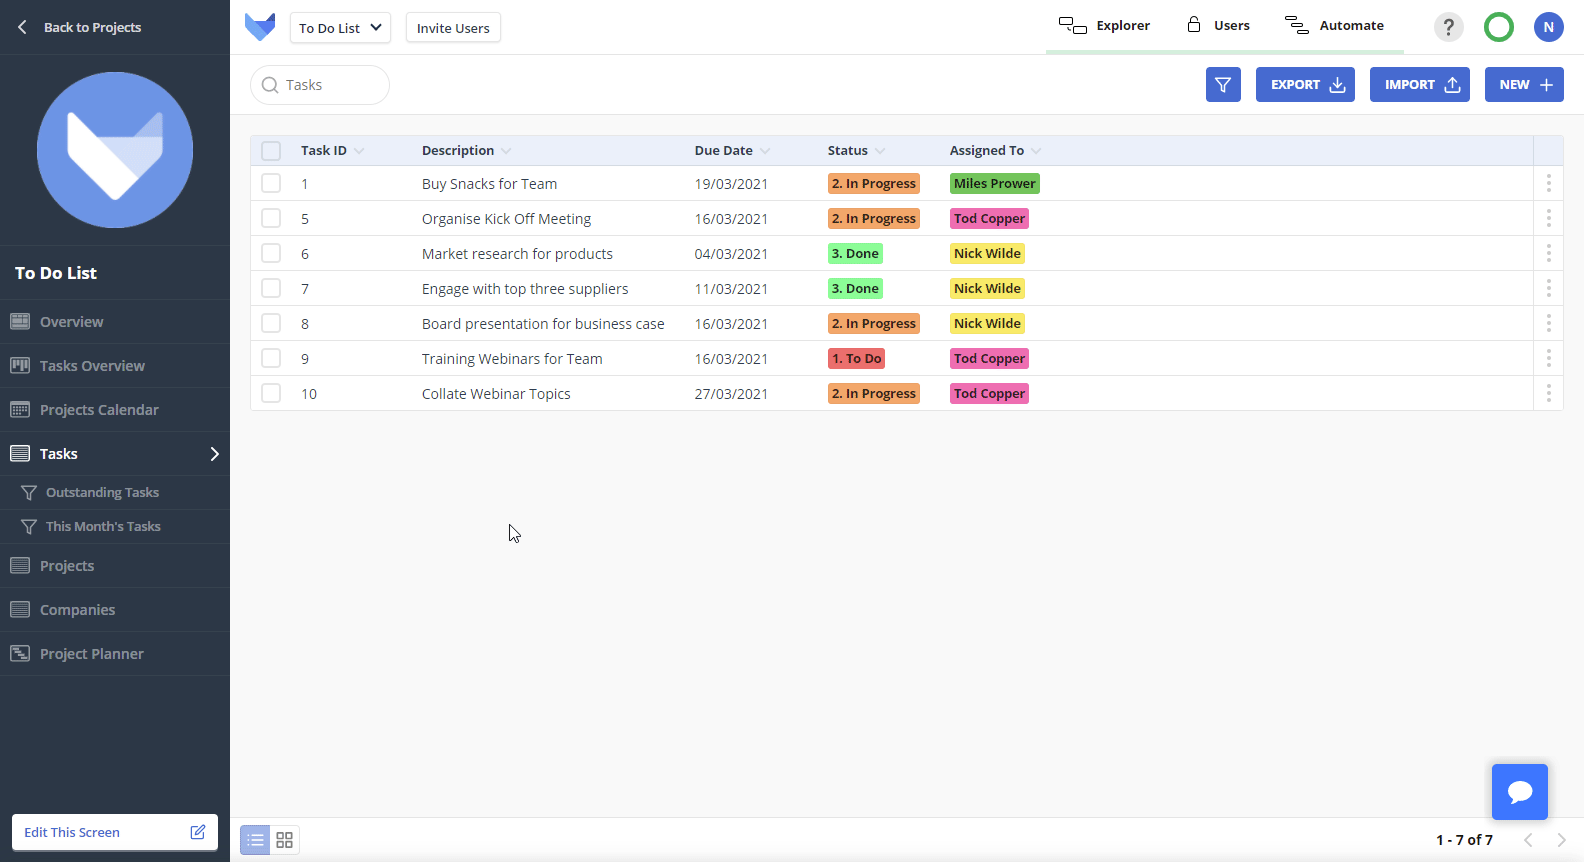 Back to Projects
To Do List
Invite Users
Explorer
Users
Automate
?
N
Tasks
EXPORT
IMPORT
NEW
To Do List
Overview
Tasks Overview
Projects Calendar
Tasks
Outstanding Tasks
This Month's Tasks
Projects
Companies
Project Planner
Edit This Screen
Task ID Description Due Date Status Assigned To
1 Buy Snacks for Team 19/03/2021 2. In Progress Miles Prower
5 Organise Kick Off Meeting 16/03/2021 2. In Progress Tod Copper
6 Market research for products 04/03/2021 3. Done Nick Wilde
7 Engage with top three suppliers 11/03/2021 3. Done Nick Wilde
8 Board presentation for business case 16/03/2021 2. In Progress Nick Wilde
9 Training Webinars for Team 16/03/2021 1. To Do Tod Copper
10 Collate Webinar Topics 27/03/2021 2. In Progress Tod Copper
1 - 7 of 7